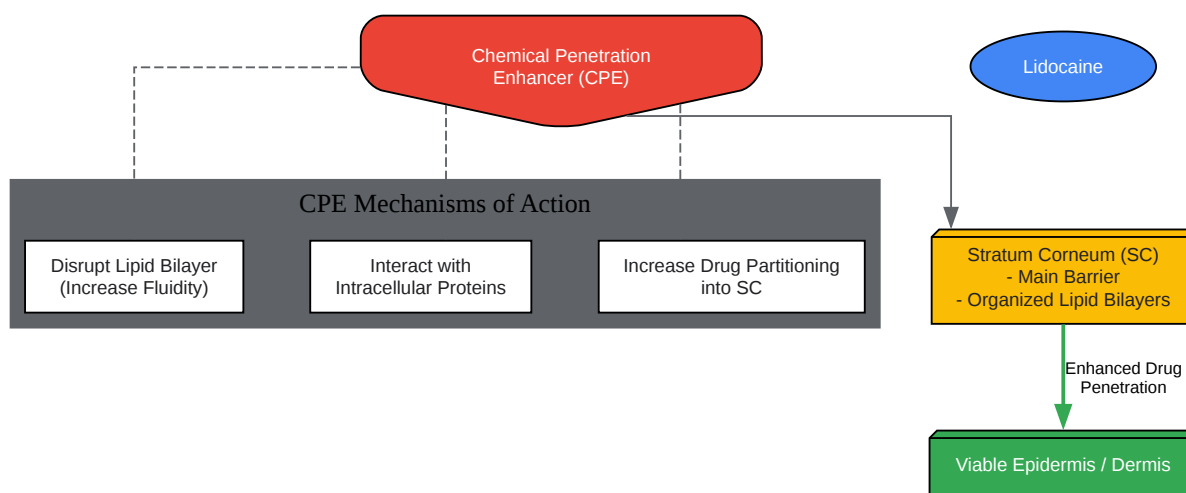 Chemical Penetration
Enhancer (CPE)
Lidocaine
CPE Mechanisms of Action
Disrupt Lipid Bilayer
(Increase Fluidity)
Interact with
Intracellular Proteins
Increase Drug Partitioning
into SC
Stratum Corneum (SC)
- Main Barrier
- Organized Lipid Bilayers
Enhanced Drug
Penetration
Viable Epidermis / Dermis